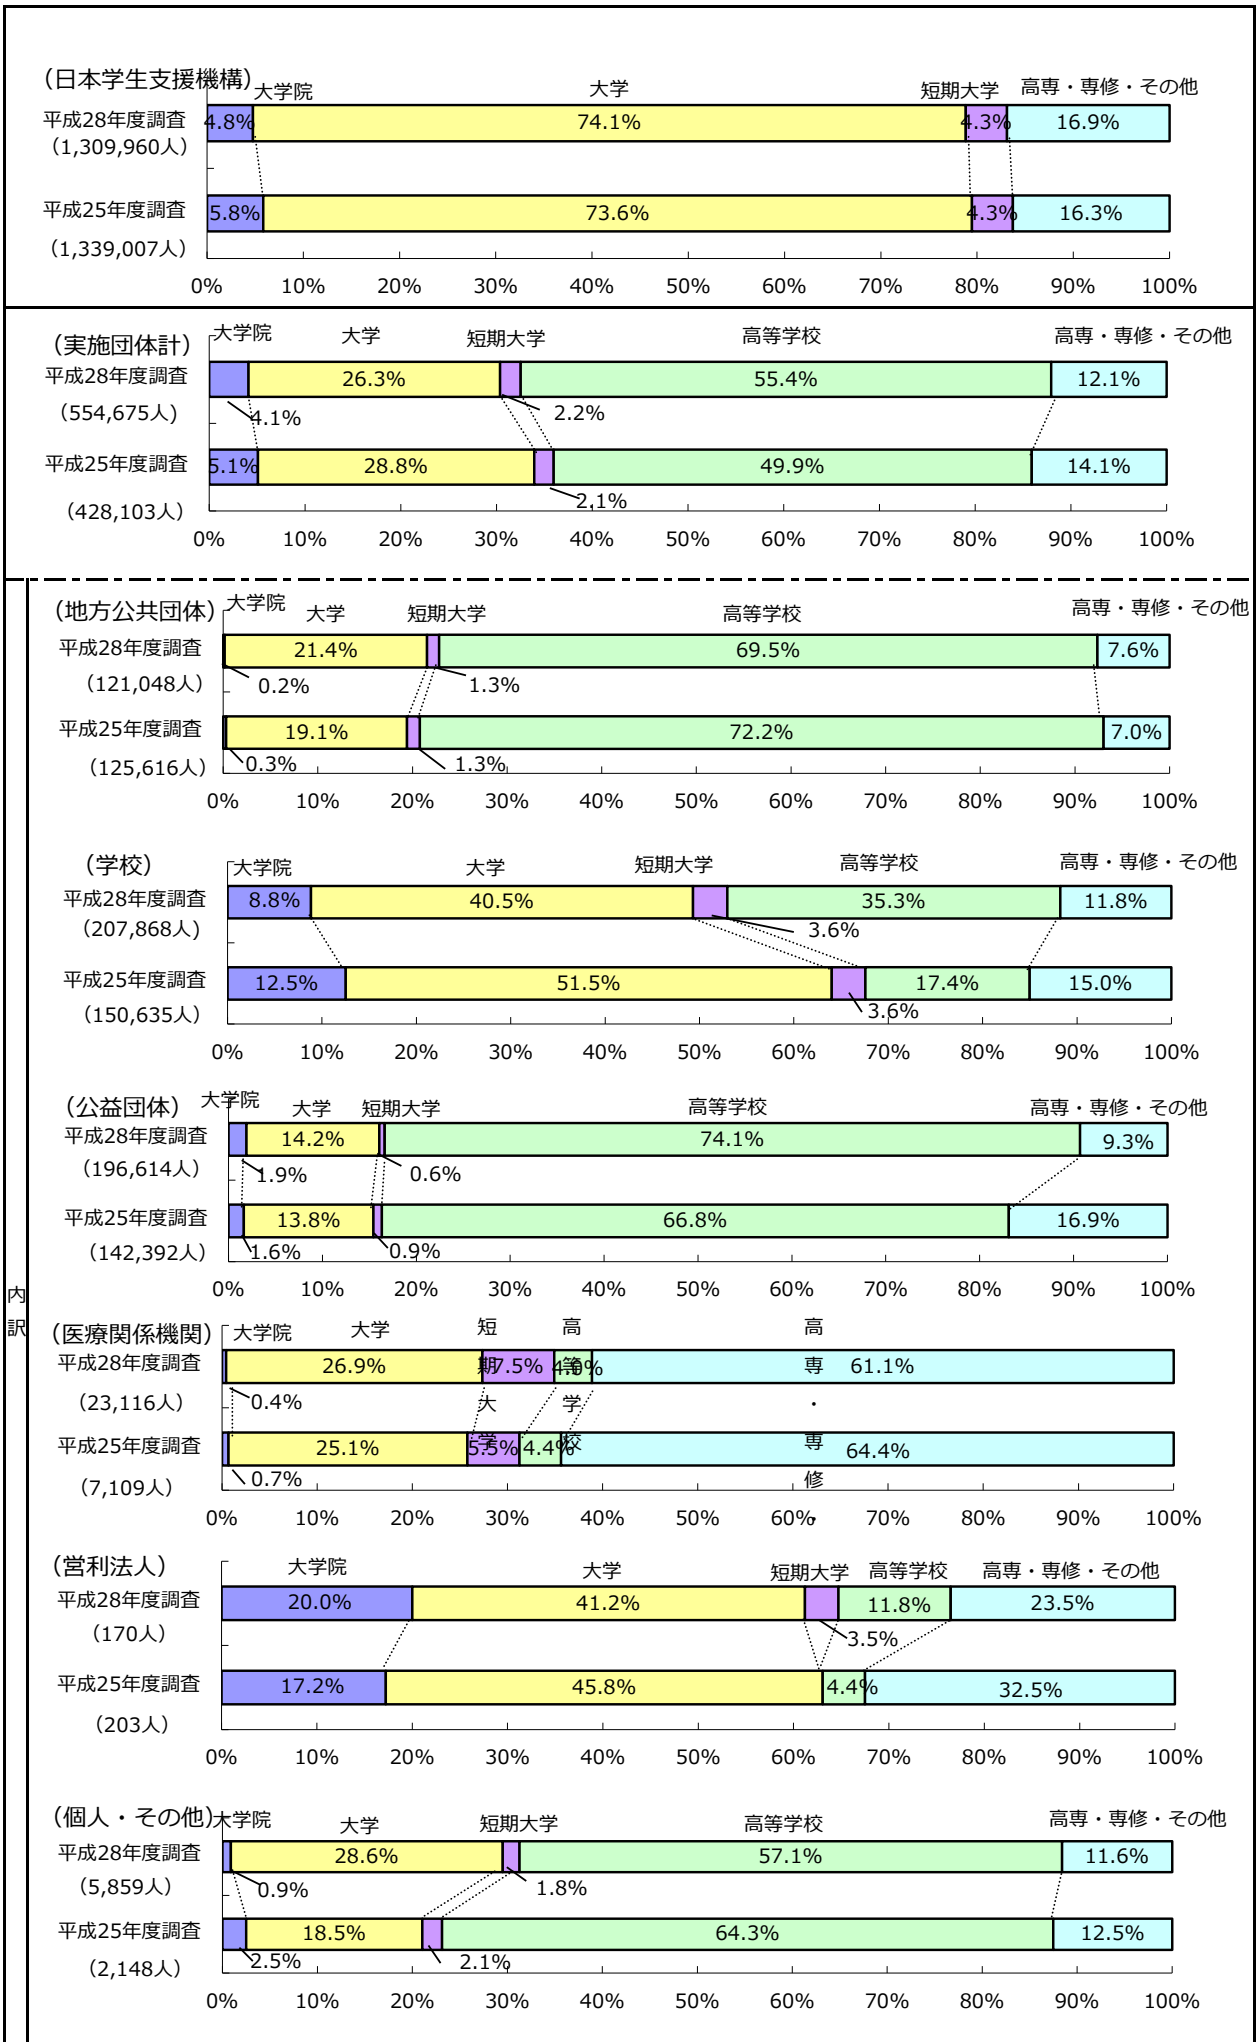 （日本学生支援機構）
大学院 大学 短期大学 高専・専修・その他
平成28年度調査 4.8% 74.1% 4.3% 16.9%
（1,309,960人）
平成25年度調査 5.8% 73.6% 4.3% 16.3%
（1,339,007人）
0% 10% 20% 30% 40% 50% 60% 70% 80% 90% 100%
（実施団体計）
大学院 大学 短期大学 高等学校 高専・専修・その他
平成28年度調査 26.3% 55.4% 12.1%
（554,675人） 4.1% 2.2%
平成25年度調査 5.1% 28.8% 49.9% 14.1%
（428,103人） 2.1%
0% 10% 20% 30% 40% 50% 60% 70% 80% 90% 100%
内訳
（地方公共団体）
大学院 大学 短期大学 高等学校 高専・専修・その他
平成28年度調査 21.4% 69.5% 7.6%
（121,048人） 0.2% 1.3%
平成25年度調査 19.1% 72.2% 7.0%
（125,616人） 0.3% 1.3%
0% 10% 20% 30% 40% 50% 60% 70% 80% 90% 100%
（学校）
大学院 大学 短期大学 高等学校 高専・専修・その他
平成28年度調査 8.8% 40.5% 35.3% 11.8%
（207,868人） 3.6%
平成25年度調査 12.5% 51.5% 17.4% 15.0%
（150,635人） 3.6%
0% 10% 20% 30% 40% 50% 60% 70% 80% 90% 100%
（公益団体）
大学院 大学 短期大学 高等学校 高専・専修・その他
平成28年度調査 14.2% 74.1% 9.3%
（196,614人） 1.9% 0.6%
平成25年度調査 13.8% 66.8% 16.9%
（142,392人） 1.6% 0.9%
0% 10% 20% 30% 40% 50% 60% 70% 80% 90% 100%
（医療関係機関）
大学院 大学 短期大学 高等学校 高専・専修・
平成28年度調査 26.9% 7.5% 4.0% 61.1%
（23,116人） 0.4%
平成25年度調査 25.1% 5.5% 4.4% 64.4%
（7,109人） 0.7%
0% 10% 20% 30% 40% 50% 60% 70% 80% 90% 100%
（営利法人）
大学院 大学 短期大学 高等学校 高専・専修・その他
平成28年度調査 20.0% 41.2% 11.8% 23.5%
（170人） 3.5%
平成25年度調査 17.2% 45.8% 4.4% 32.5%
（203人）
0% 10% 20% 30% 40% 50% 60% 70% 80% 90% 100%
（個人・その他）
大学院 大学 短期大学 高等学校 高専・専修・その他
平成28年度調査 28.6% 57.1% 11.6%
（5,859人） 0.9% 1.8%
平成25年度調査 18.5% 64.3% 12.5%
（2,148人） 2.5% 2.1%
0% 10% 20% 30% 40% 50% 60% 70% 80% 90% 100%